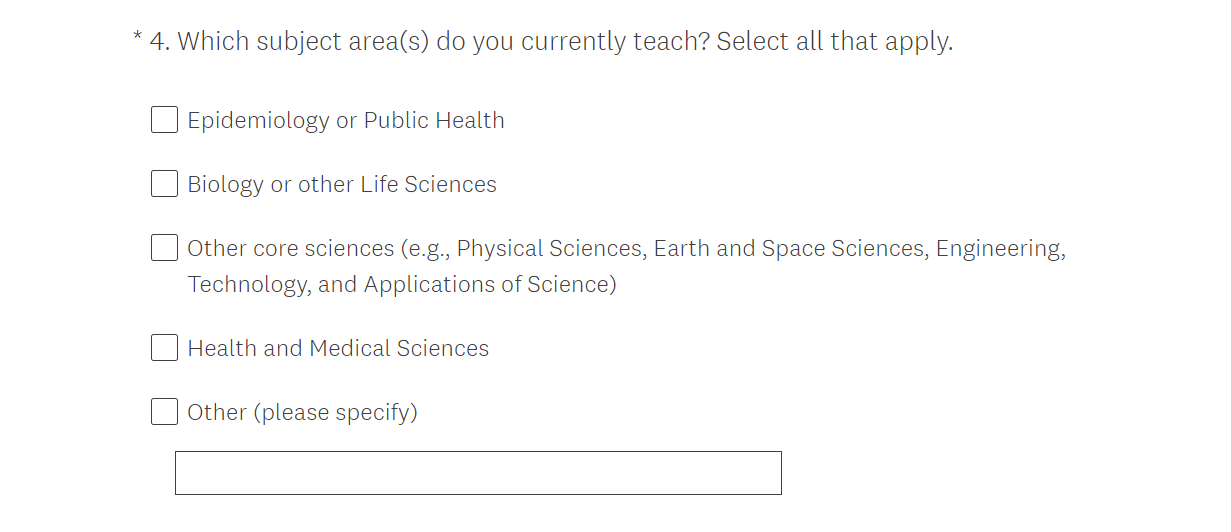 * 4. Which subject area(s) do you currently teach? Select all that apply.
Epidemiology or Public Health
Biology or other Life Sciences
Other core sciences (e.g., Physical Sciences, Earth and Space Sciences, Engineering,
Technology, and Applications of Science)
Health and Medical Sciences
Other (please specify)